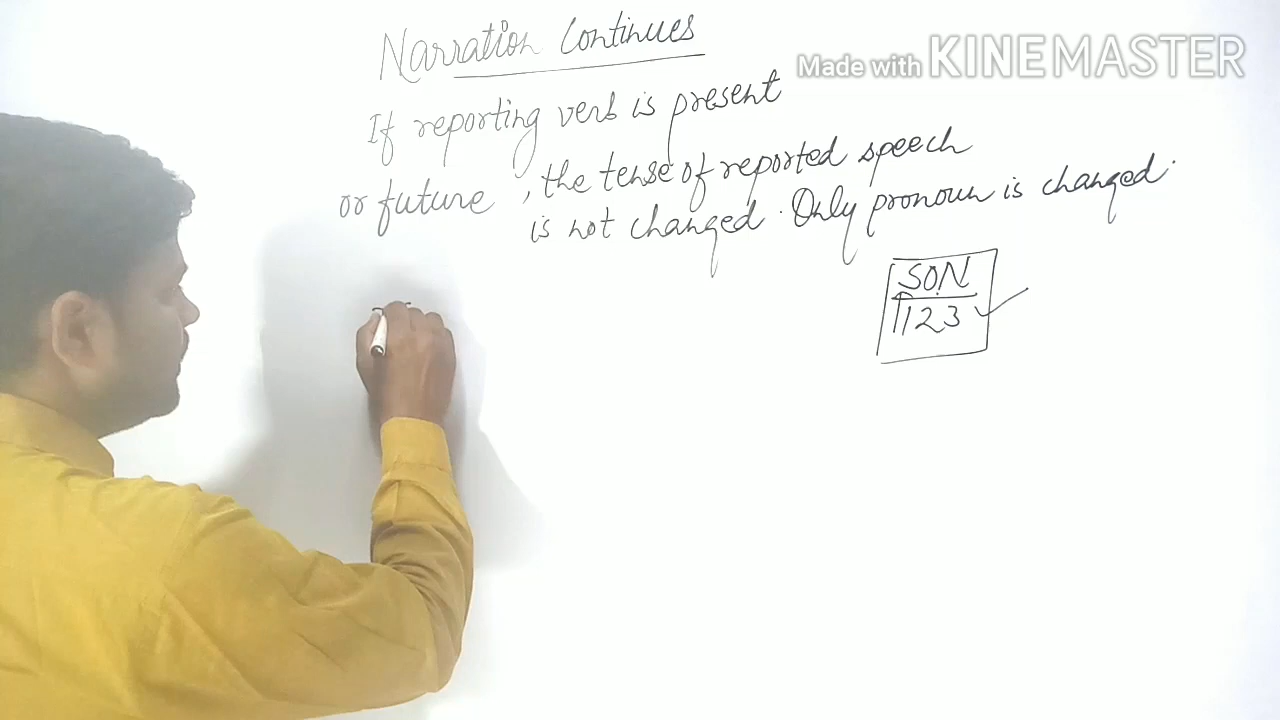 Narration Continues
Made with KINEMASTER
If reporting verb is present
or future, the tense of reported speech
is not changed. Only pronoun is changed.
SON
123